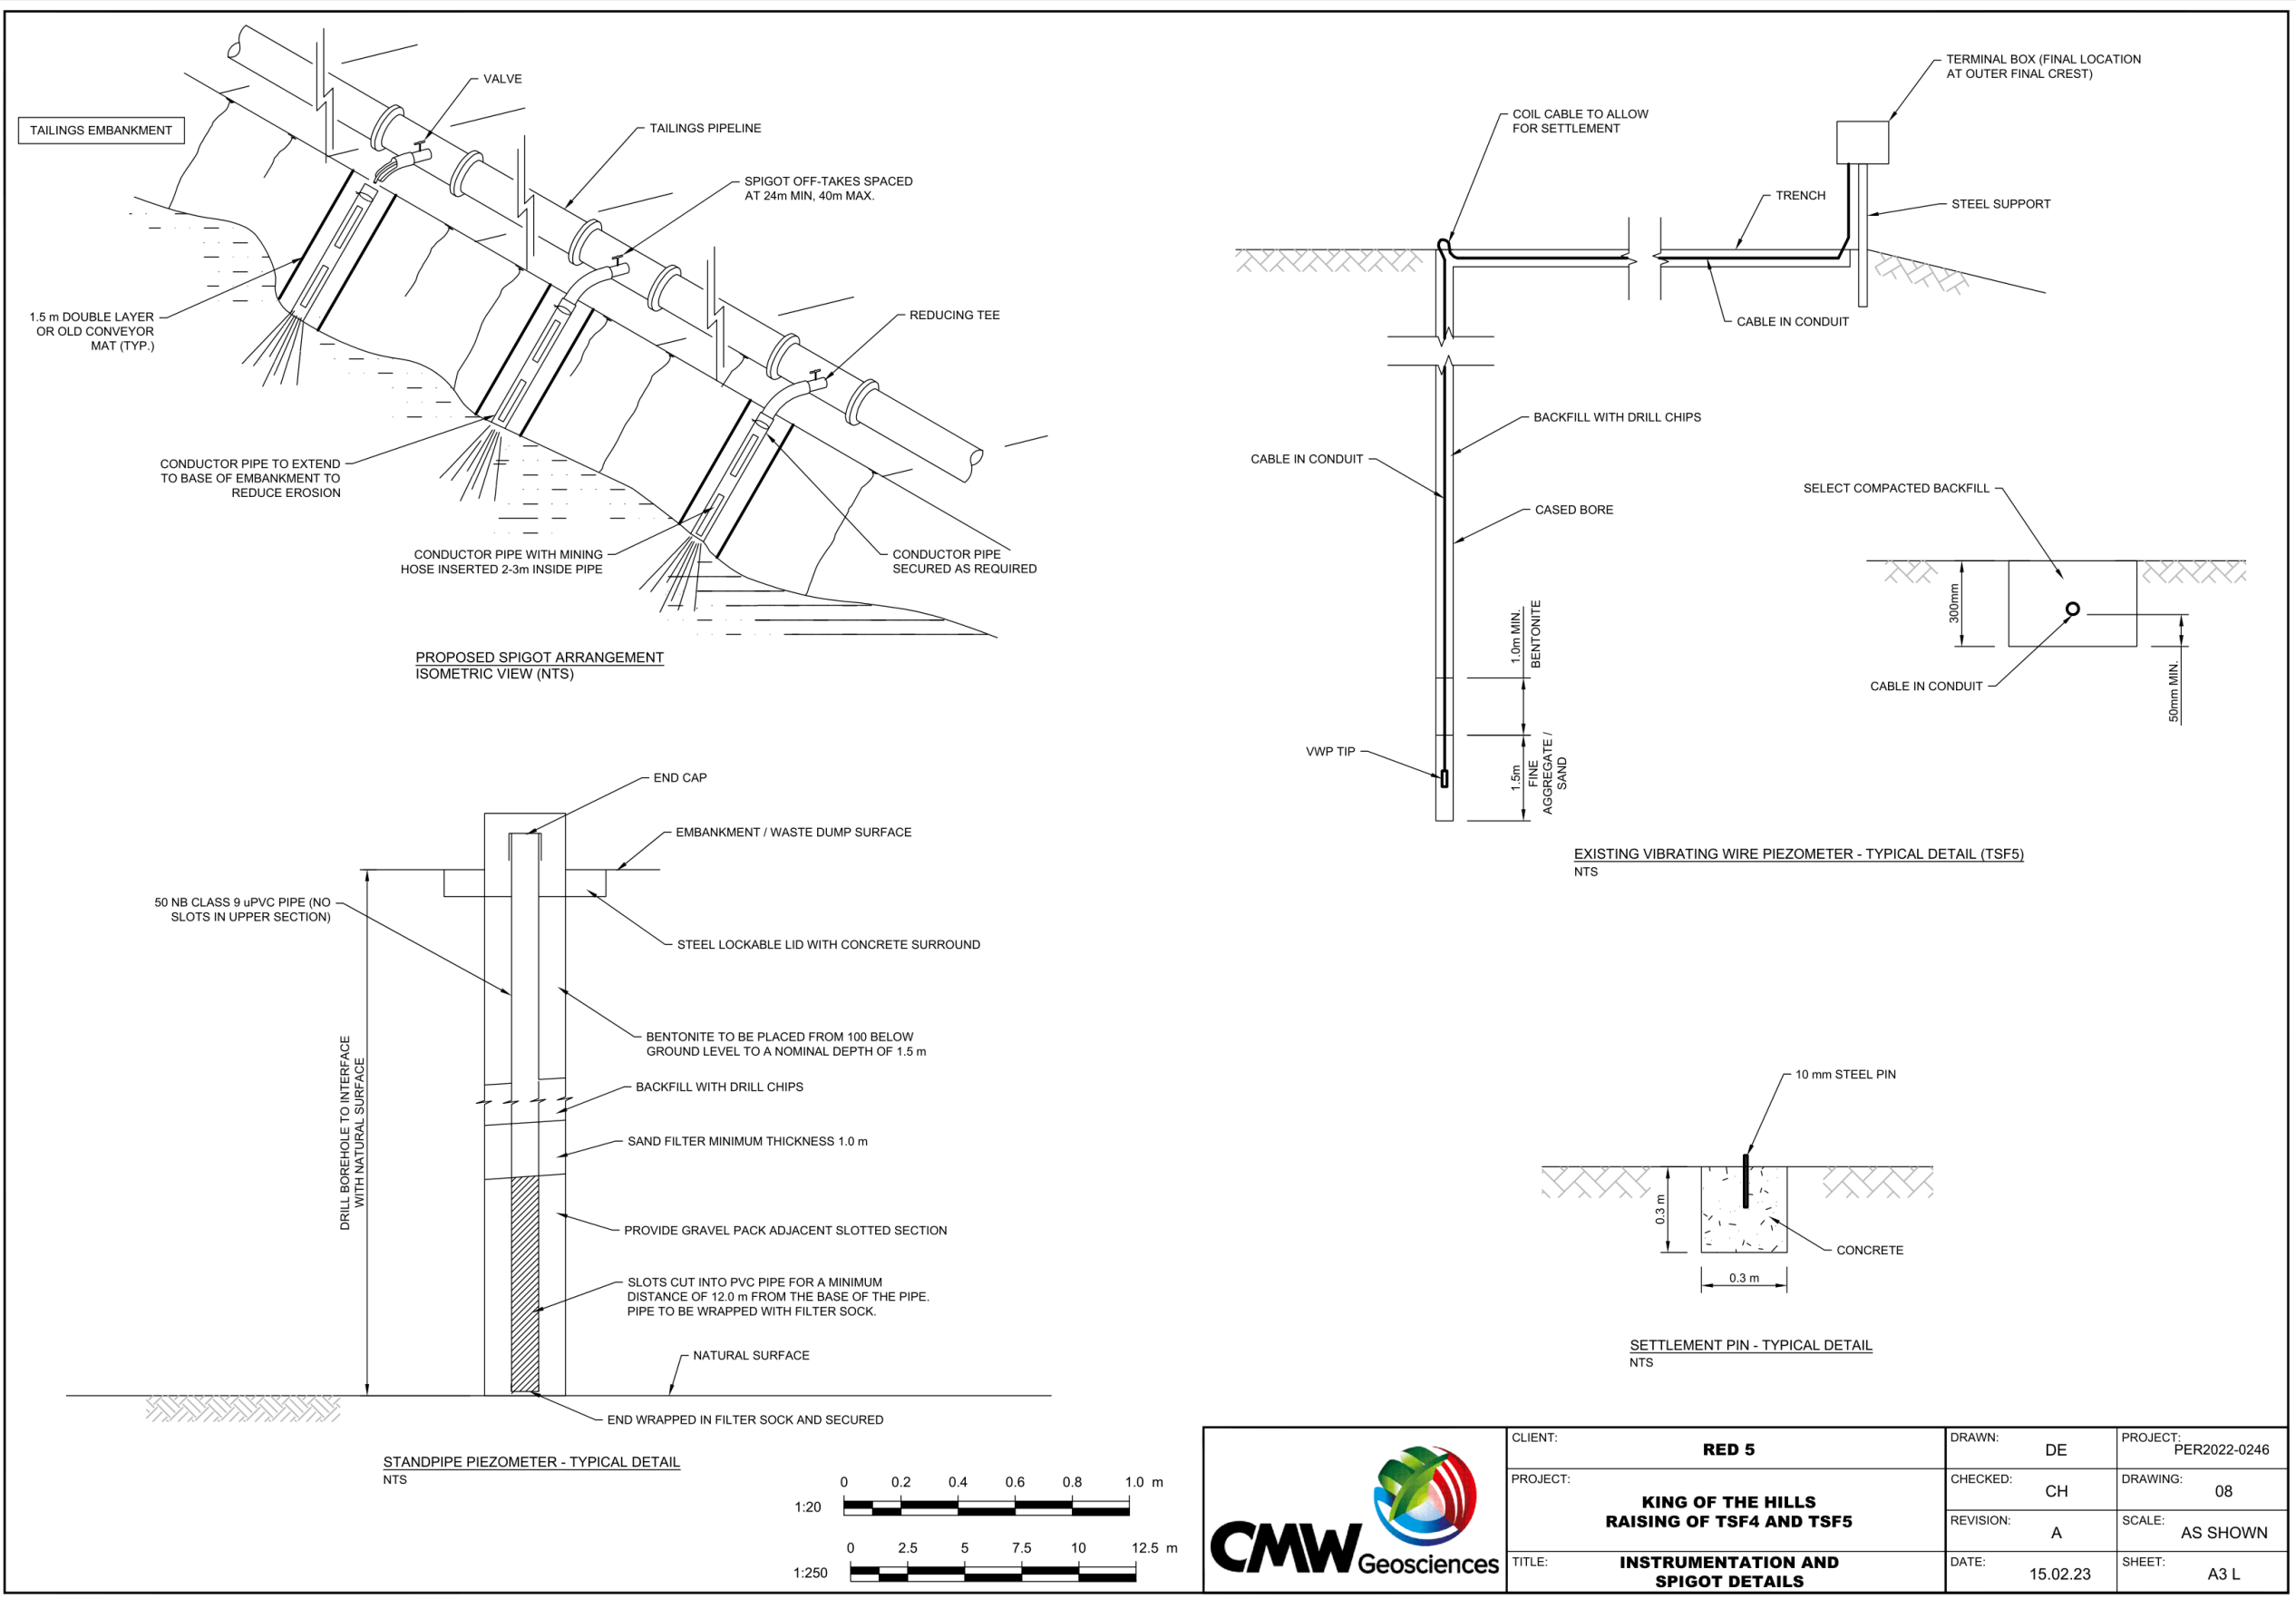 TAILINGS EMBANKMENT
VALVE
TAILINGS PIPELINE
SPIGOT OFF-TAKES SPACED
AT 24m MIN, 40m MAX.
REDUCING TEE
1.5 m DOUBLE LAYER
OR OLD CONVEYOR
MAT (TYP.)
CONDUCTOR PIPE TO EXTEND
TO BASE OF EMBANKMENT TO
REDUCE EROSION
CONDUCTOR PIPE WITH MINING
HOSE INSERTED 2-3m INSIDE PIPE
CONDUCTOR PIPE
SECURED AS REQUIRED
PROPOSED SPIGOT ARRANGEMENT
ISOMETRIC VIEW (NTS)
TERMINAL BOX (FINAL LOCATION
AT OUTER FINAL CREST)
COIL CABLE TO ALLOW
FOR SETTLEMENT
TRENCH
STEEL SUPPORT
CABLE IN CONDUIT
BACKFILL WITH DRILL CHIPS
CABLE IN CONDUIT
CASED BORE
1.0m MIN.
BENTONITE
VWP TIP
1.5m
FINE
AGGREGATE /
SAND
SELECT COMPACTED BACKFILL
300mm
CABLE IN CONDUIT
50mm MIN.
EXISTING VIBRATING WIRE PIEZOMETER - TYPICAL DETAIL (TSF5)
NTS
END CAP
EMBANKMENT / WASTE DUMP SURFACE
50 NB CLASS 9 uPVC PIPE (NO
SLOTS IN UPPER SECTION)
STEEL LOCKABLE LID WITH CONCRETE SURROUND
DRILL BOREHOLE TO INTERFACE
WITH NATURAL SURFACE
BENTONITE TO BE PLACED FROM 100 BELOW
GROUND LEVEL TO A NOMINAL DEPTH OF 1.5 m
BACKFILL WITH DRILL CHIPS
SAND FILTER MINIMUM THICKNESS 1.0 m
PROVIDE GRAVEL PACK ADJACENT SLOTTED SECTION
SLOTS CUT INTO PVC PIPE FOR A MINIMUM
DISTANCE OF 12.0 m FROM THE BASE OF THE PIPE.
PIPE TO BE WRAPPED WITH FILTER SOCK.
NATURAL SURFACE
END WRAPPED IN FILTER SOCK AND SECURED
STANDPIPE PIEZOMETER - TYPICAL DETAIL
NTS
10 mm STEEL PIN
0.3 m
CONCRETE
0.3 m
SETTLEMENT PIN - TYPICAL DETAIL
NTS
0 0.2 0.4 0.6 0.8 1.0 m
1:20
0 2.5 5 7.5 10 12.5 m
1:250
CMW Geosciences
CLIENT:
RED 5
PROJECT:
KING OF THE HILLS
RAISING OF TSF4 AND TSF5
TITLE:
INSTRUMENTATION AND
SPIGOT DETAILS
DRAWN:
DE
PROJECT:
PER2022-0246
CHECKED:
CH
DRAWING:
08
REVISION:
A
SCALE:
AS SHOWN
DATE:
15.02.23
SHEET:
A3 L